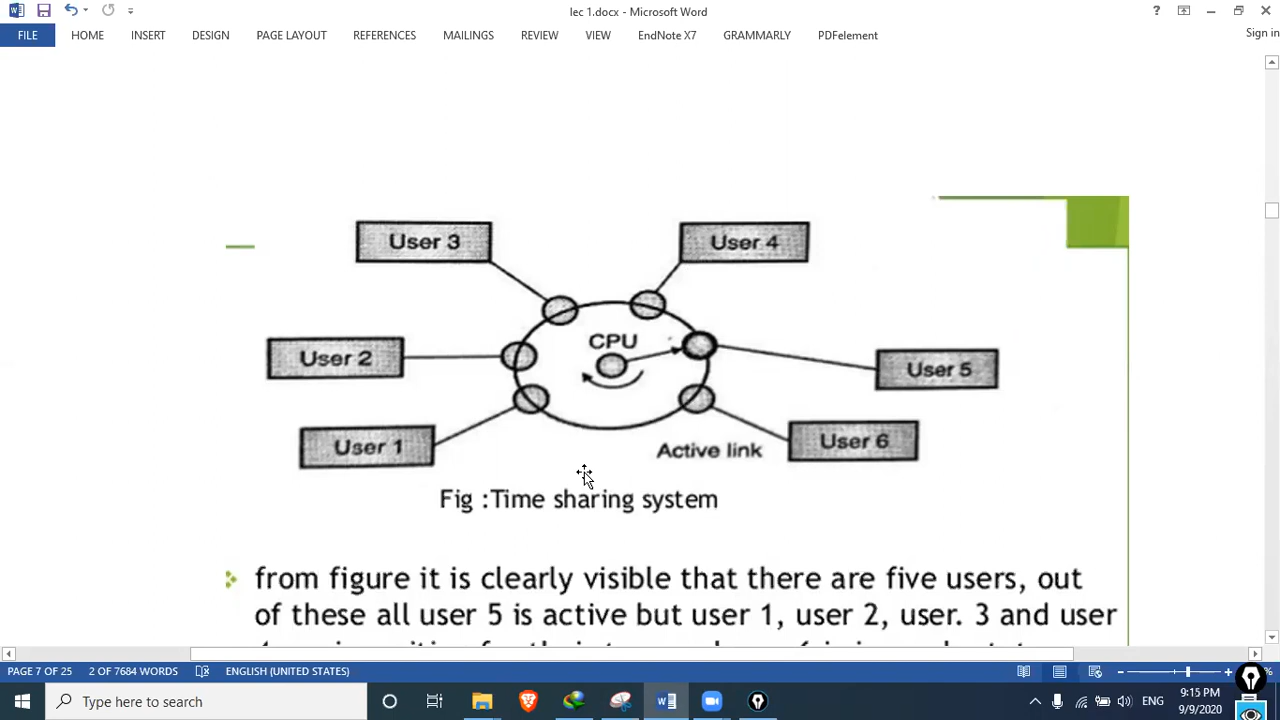 lec 1.docx - Microsoft Word
FILE HOME INSERT DESIGN PAGE LAYOUT REFERENCES MAILINGS REVIEW VIEW EndNote X7 GRAMMARLY PDFelement Sign in
User 3 User 4
CPU
User 2 User 5
User 1 Active link User 6
Fig :Time sharing system
from figure it is clearly visible that there are five users, out
of these all user 5 is active but user 1, user 2, user. 3 and user
PAGE 7 OF 25 2 OF 7684 WORDS ENGLISH (UNITED STATES)
Type here to search ENG 9:15 PM
9/9/2020